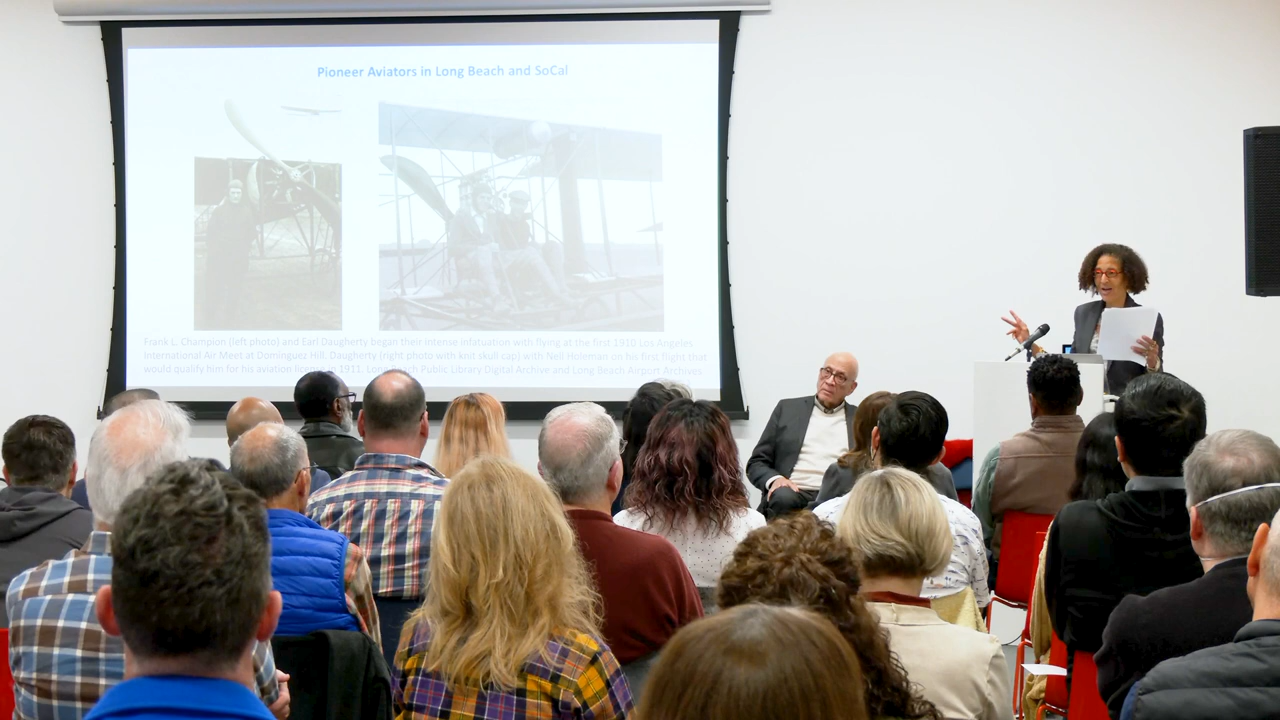 Pioneer Aviators in Long Beach and SoCal
Frank L. Champion (left photo) and Earl Daugherty began their intense infatuation with flying at the first 1910 Los Angeles
International Air Meet at Dominguez Hill. Daugherty (right photo with knit skull cap) with Neil Holeman on his first flight that
would qualify him for his aviation license in 1911. Long Beach Public Library Digital Archive and Long Beach Airport Archives.